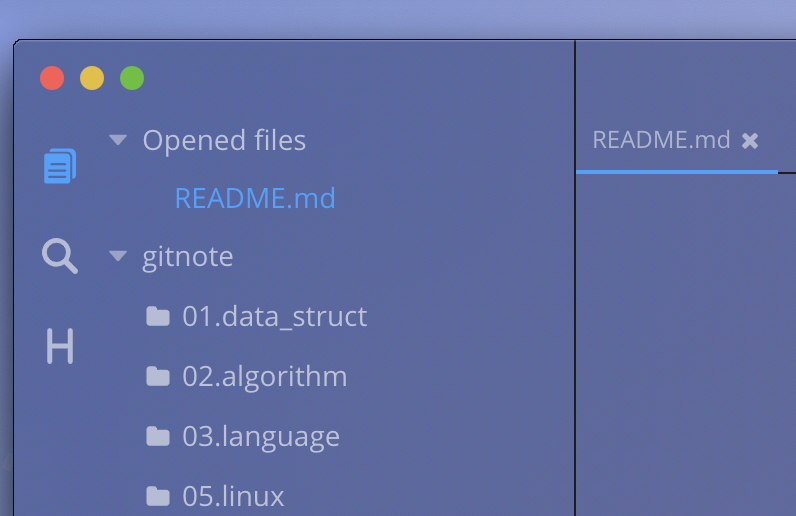 Opened files
README.md
README.md
gitnote
H
01.data_struct
02.algorithm
03.language
05.linux